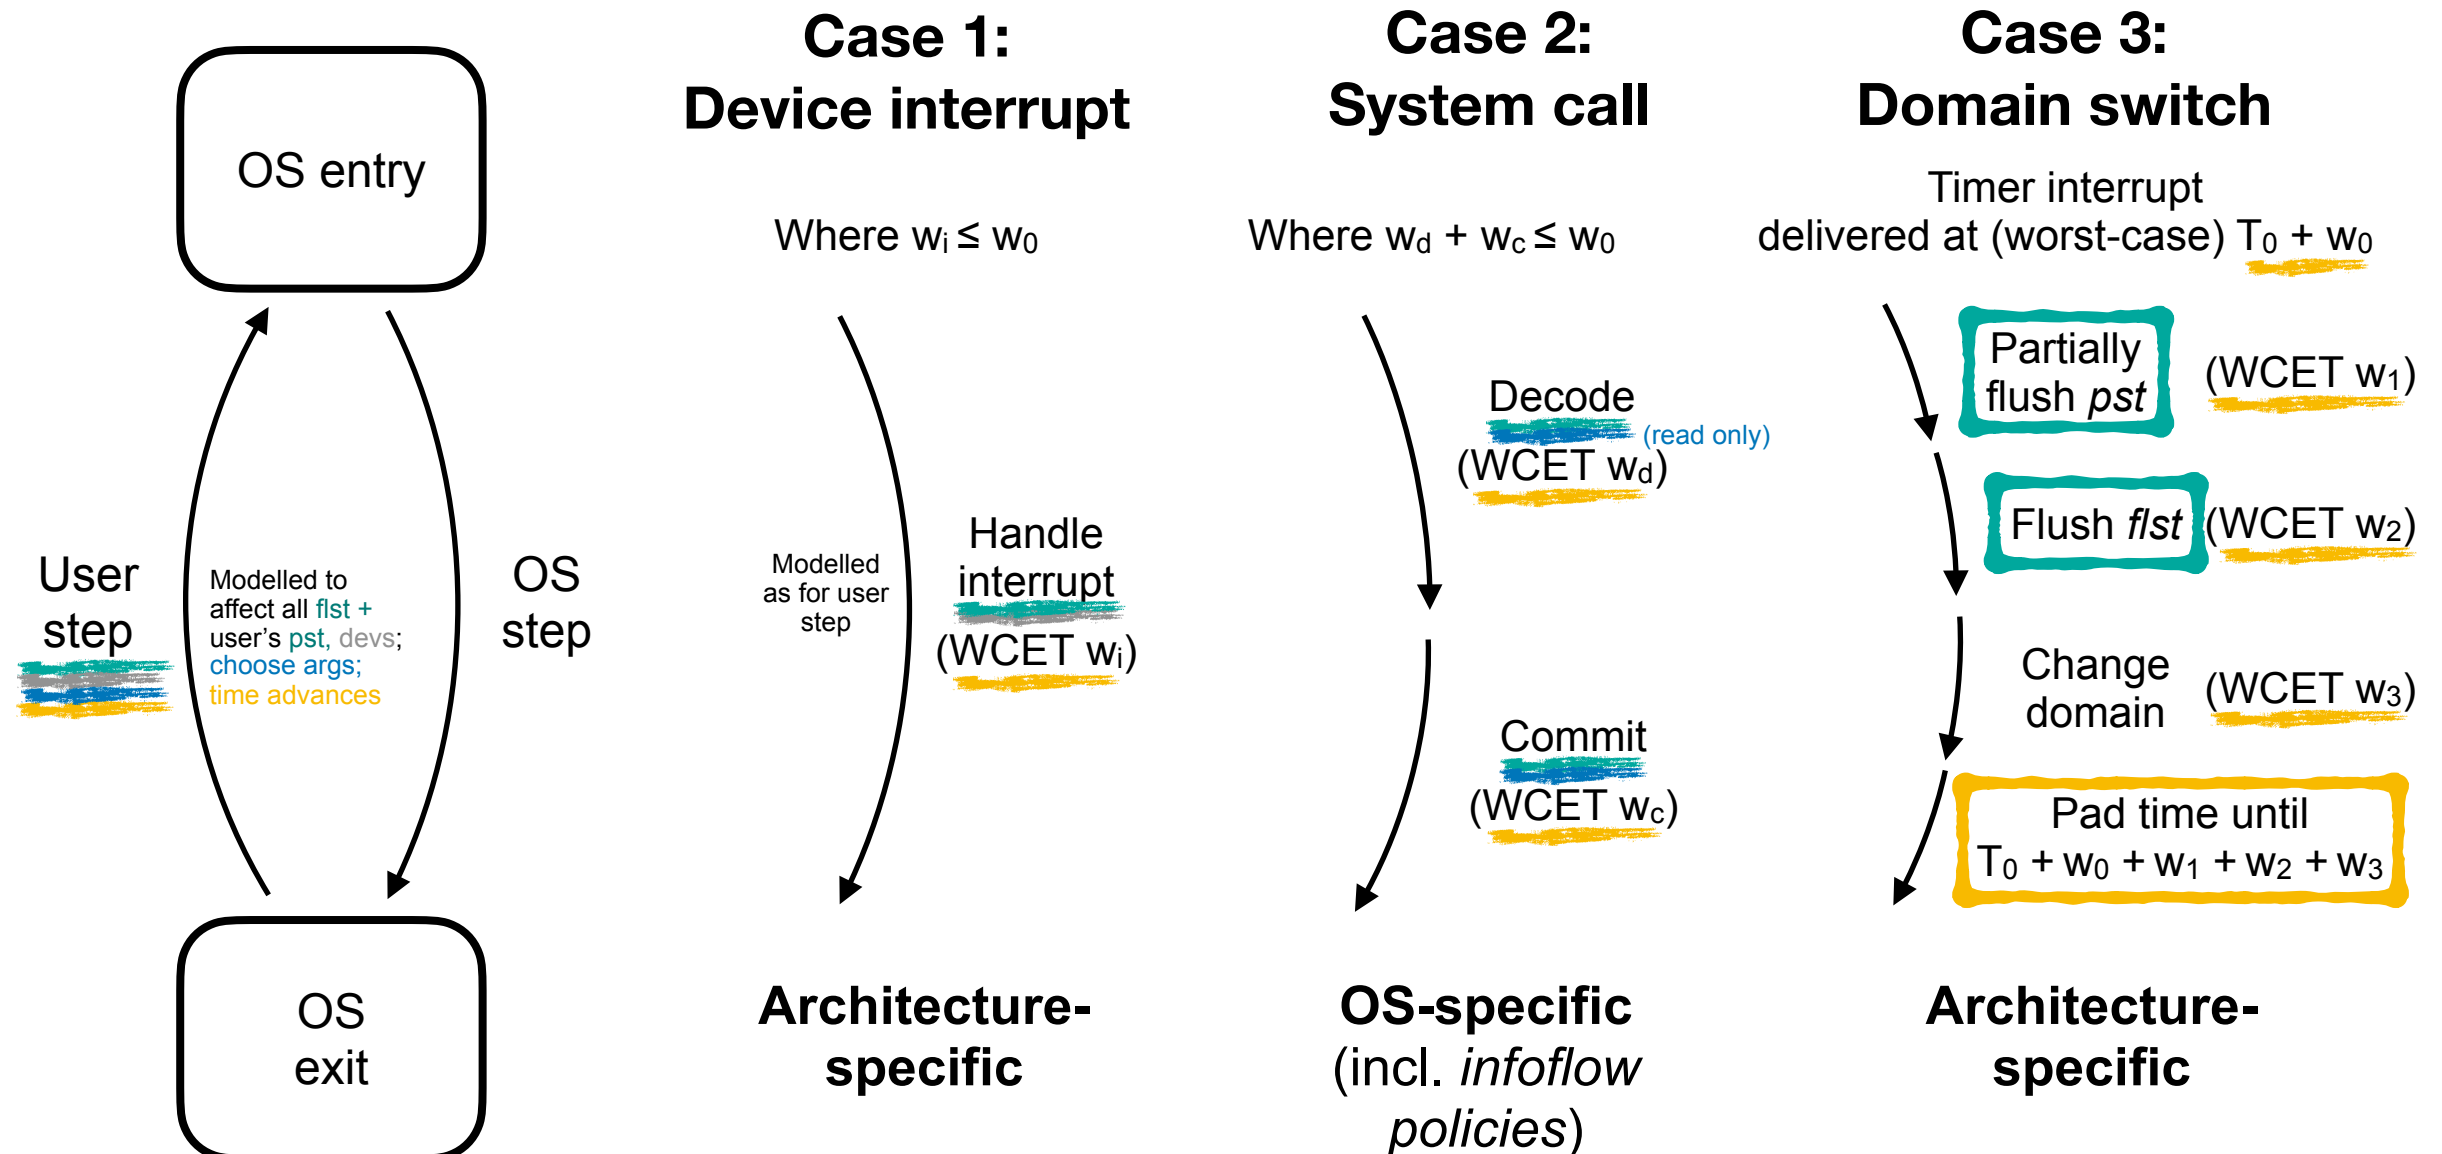 OS entry
User
step
Modelled to
affect all flst +
user's pst, devs;
choose args;
time advances
OS
step
OS
exit
Case 1:
Device interrupt
Where wᵢ ≤ w₀
Modelled
as for user
step
Handle
interrupt
(WCET wᵢ)
Architecture-
specific
Case 2:
System call
Where w_d + w_c ≤ w₀
Decode
(read only)
(WCET w_d)
Commit
(WCET w_c)
OS-specific
(incl. infoflow
policies)
Case 3:
Domain switch
Timer interrupt
delivered at (worst-case) T₀ + w₀
Partially
flush pst
(WCET w₁)
Flush flst
(WCET w₂)
Change
domain
(WCET w₃)
Pad time until
T₀ + w₀ + w₁ + w₂ + w₃
Architecture-
specific